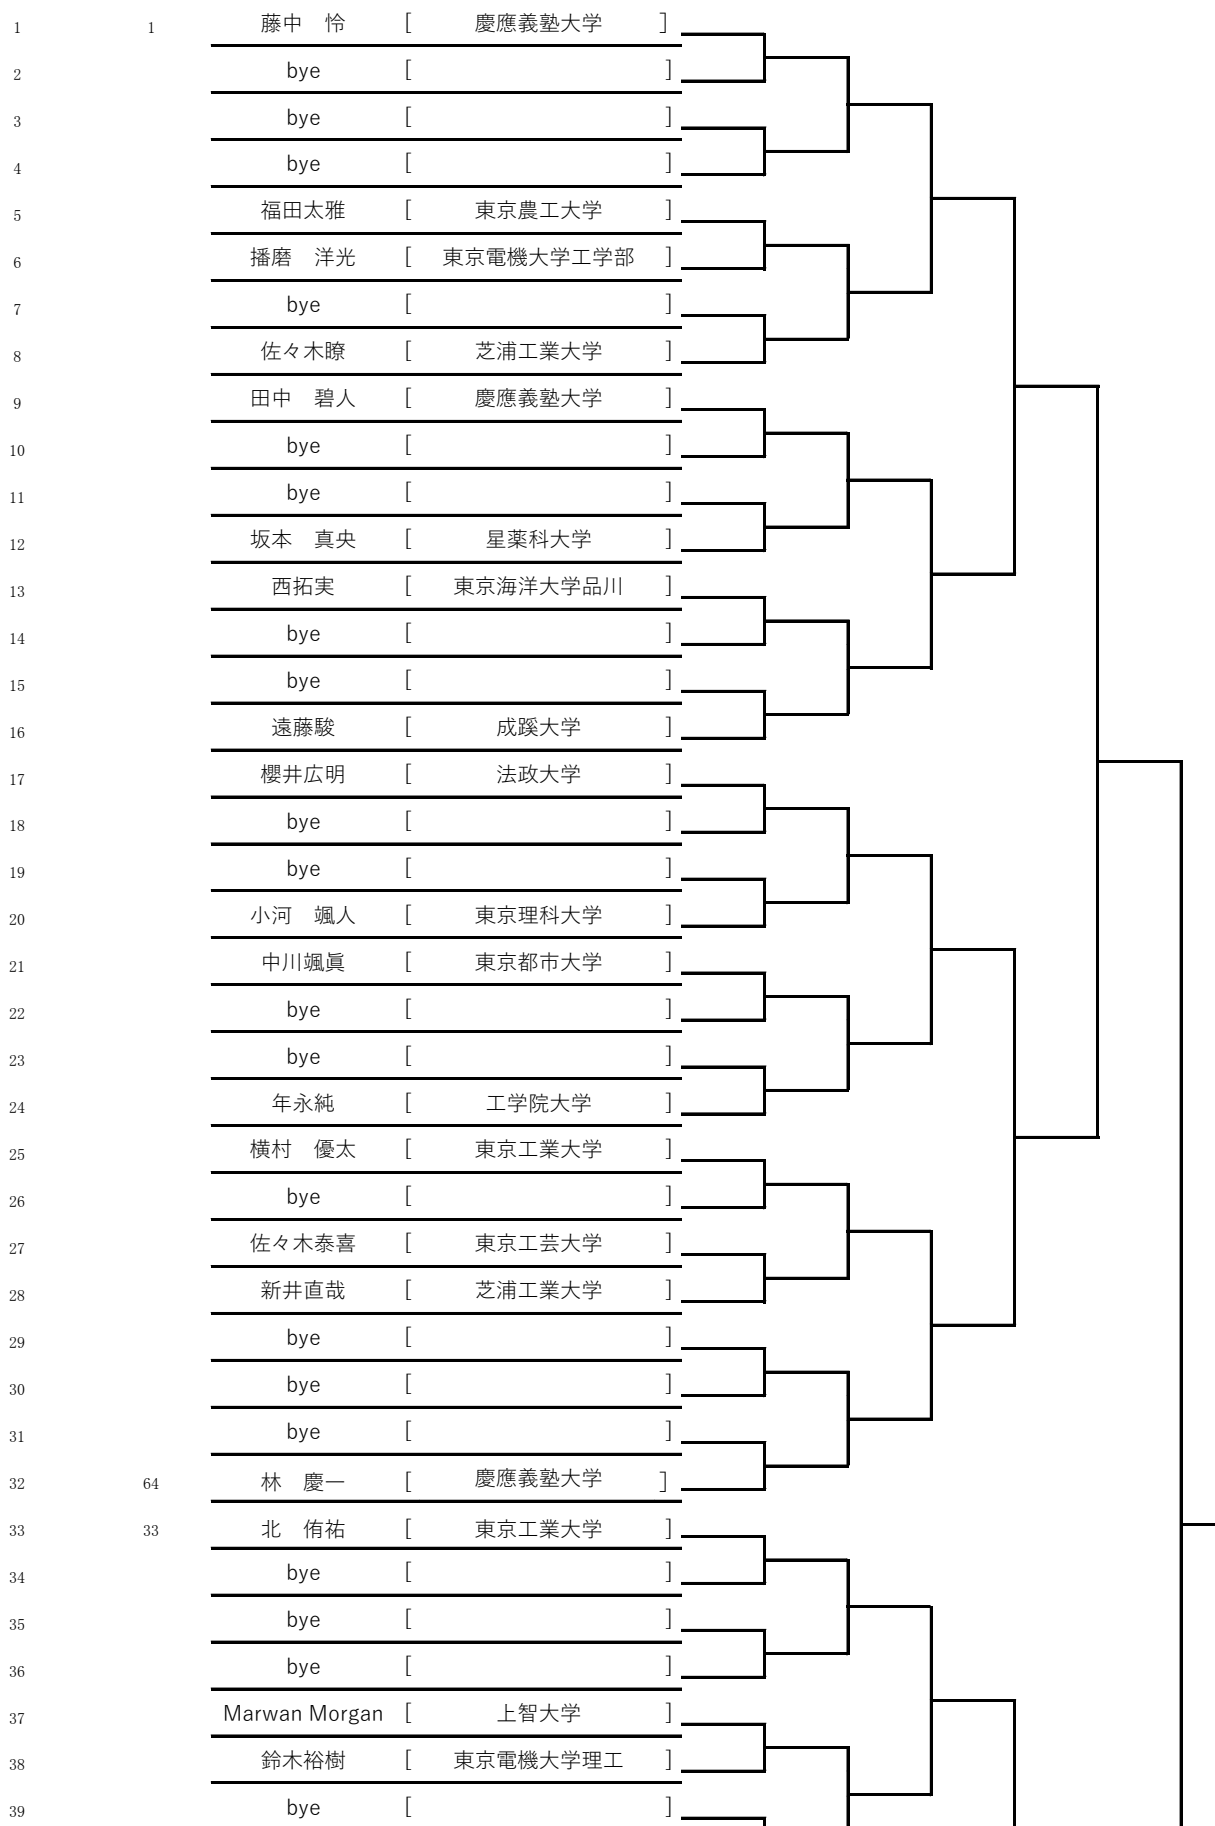 1 1 藤中　怜 [ 慶應義塾大学 ]
2 bye [ ]
3 bye [ ]
4 bye [ ]
5 福田太雅 [ 東京農工大学 ]
6 播磨　洋光 [ 東京電機大学工学部 ]
7 bye [ ]
8 佐々木瞭 [ 芝浦工業大学 ]
9 田中　碧人 [ 慶應義塾大学 ]
10 bye [ ]
11 bye [ ]
12 坂本　真央 [ 星薬科大学 ]
13 西拓実 [ 東京海洋大学品川 ]
14 bye [ ]
15 bye [ ]
16 遠藤駿 [ 成蹊大学 ]
17 櫻井広明 [ 法政大学 ]
18 bye [ ]
19 bye [ ]
20 小河　颯人 [ 東京理科大学 ]
21 中川颯眞 [ 東京都市大学 ]
22 bye [ ]
23 bye [ ]
24 年永純 [ 工学院大学 ]
25 横村　優太 [ 東京工業大学 ]
26 bye [ ]
27 佐々木泰喜 [ 東京工芸大学 ]
28 新井直哉 [ 芝浦工業大学 ]
29 bye [ ]
30 bye [ ]
31 bye [ ]
32 64 林　慶一 [ 慶應義塾大学 ]
33 33 北　侑祐 [ 東京工業大学 ]
34 bye [ ]
35 bye [ ]
36 bye [ ]
37 Marwan Morgan [ 上智大学 ]
38 鈴木裕樹 [ 東京電機大学理工 ]
39 bye [ ]